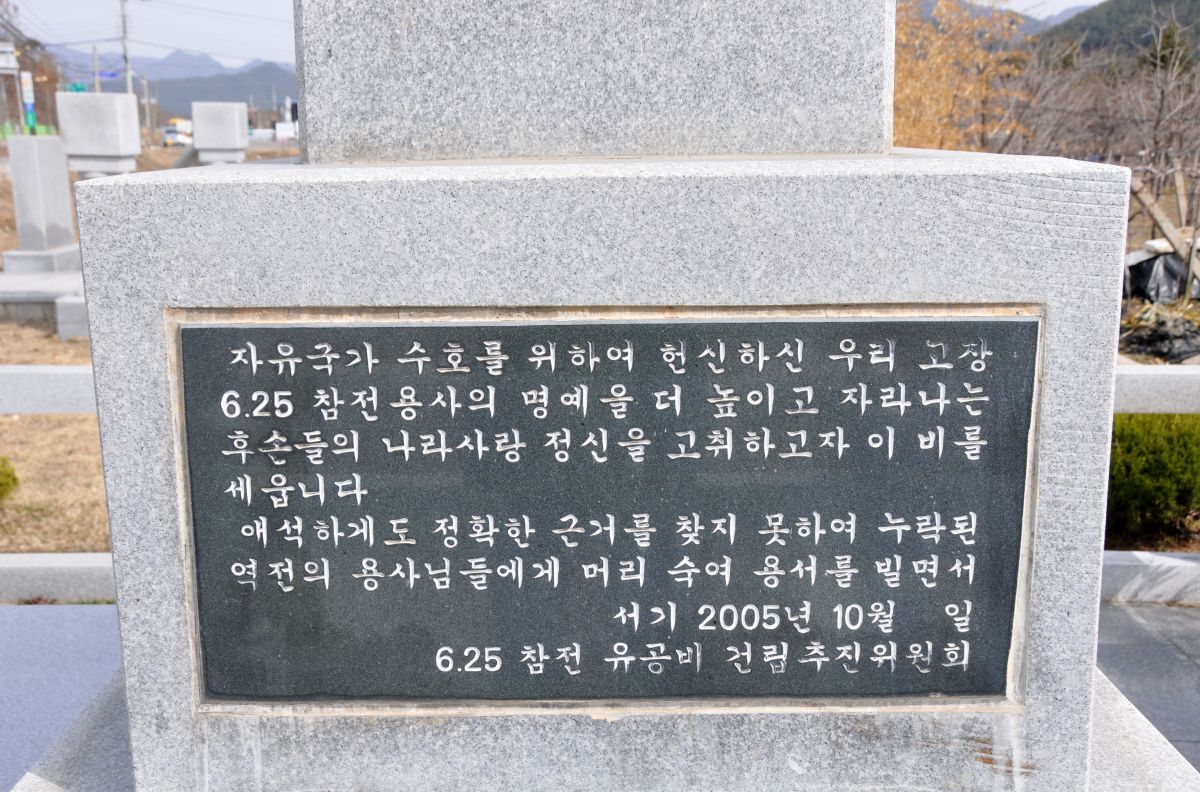 자유국가 수호를 위하여 헌신하신 우리 고장
6.25 참전용사의 명예을 더 높이고 자라나는
후손들의 나라사랑 정신을 고취하고자 이 비를
세웁니다
애석하게도 정확한 근거를 찾지 못하여 누락된
역전의 용사님들에게 머리 숙여 용서를 빌면서
서기 2005년 10월 일
6.25 참전 유공비 건립추진위원회